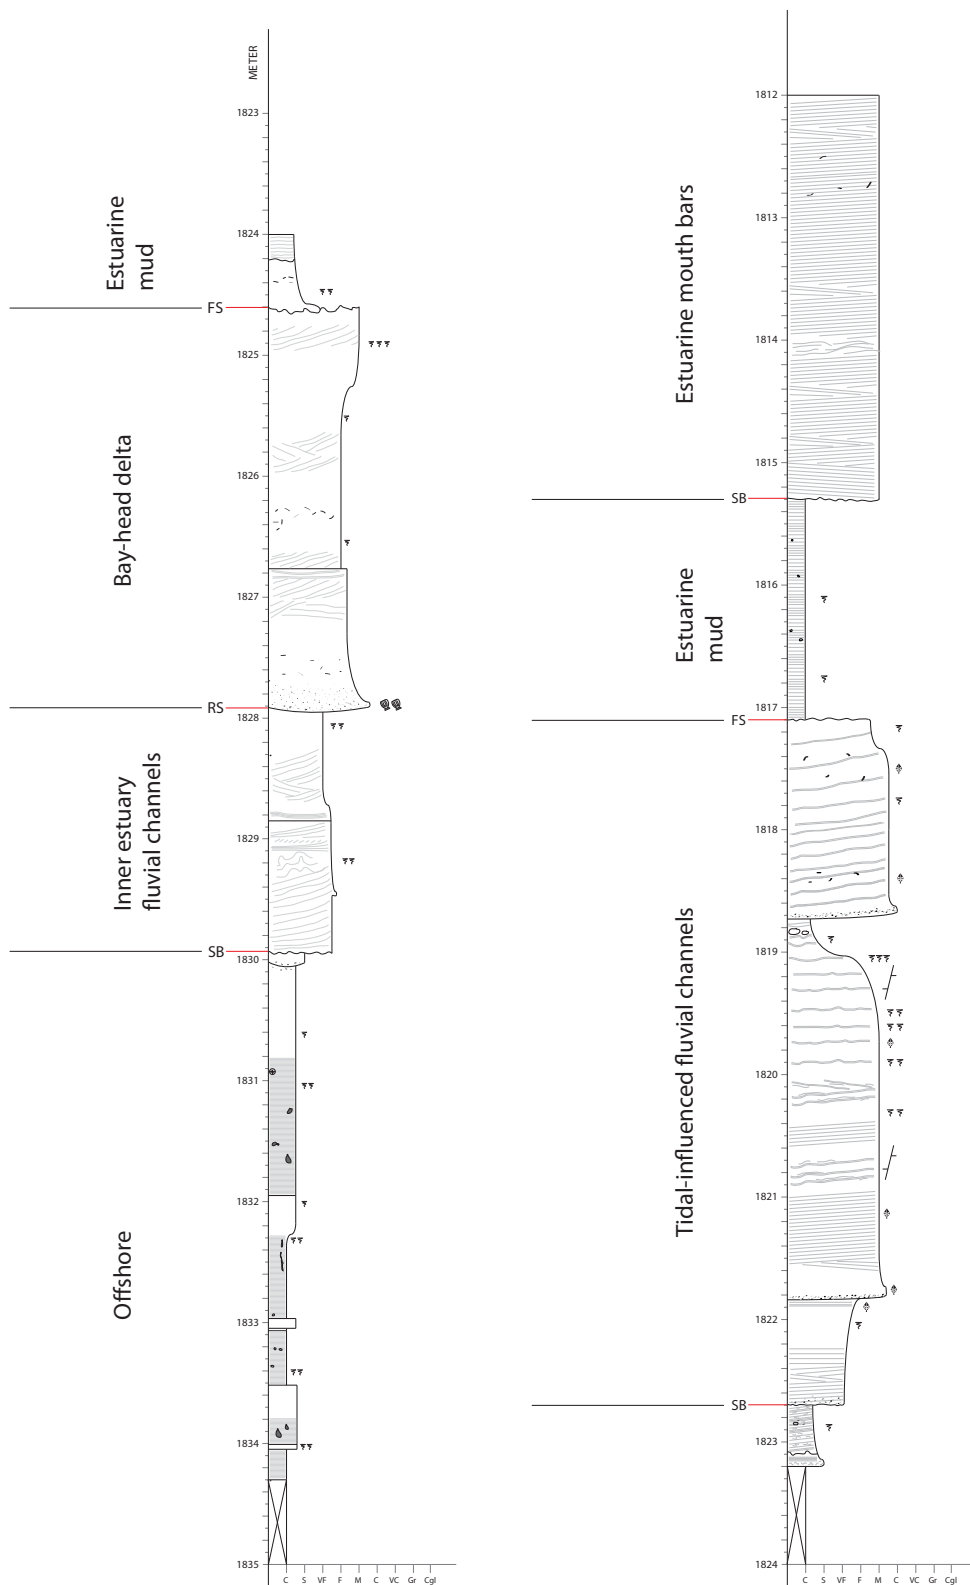 METER
1823
1824
1825
1826
1827
1828
1829
1830
1831
1832
1833
1834
1835
Estuarine
mud
FS
Bay-head delta
RS
Inner estuary
fluvial channels
SB
Offshore
C S VF F M C VC Gr Cgl
1812
1813
1814
1815
1816
1817
1818
1819
1820
1821
1822
1823
1824
Estuarine mouth bars
SB
Estuarine
mud
FS
Tidal-influenced fluvial channels
SB
C S VF F M C VC Gr Cgl